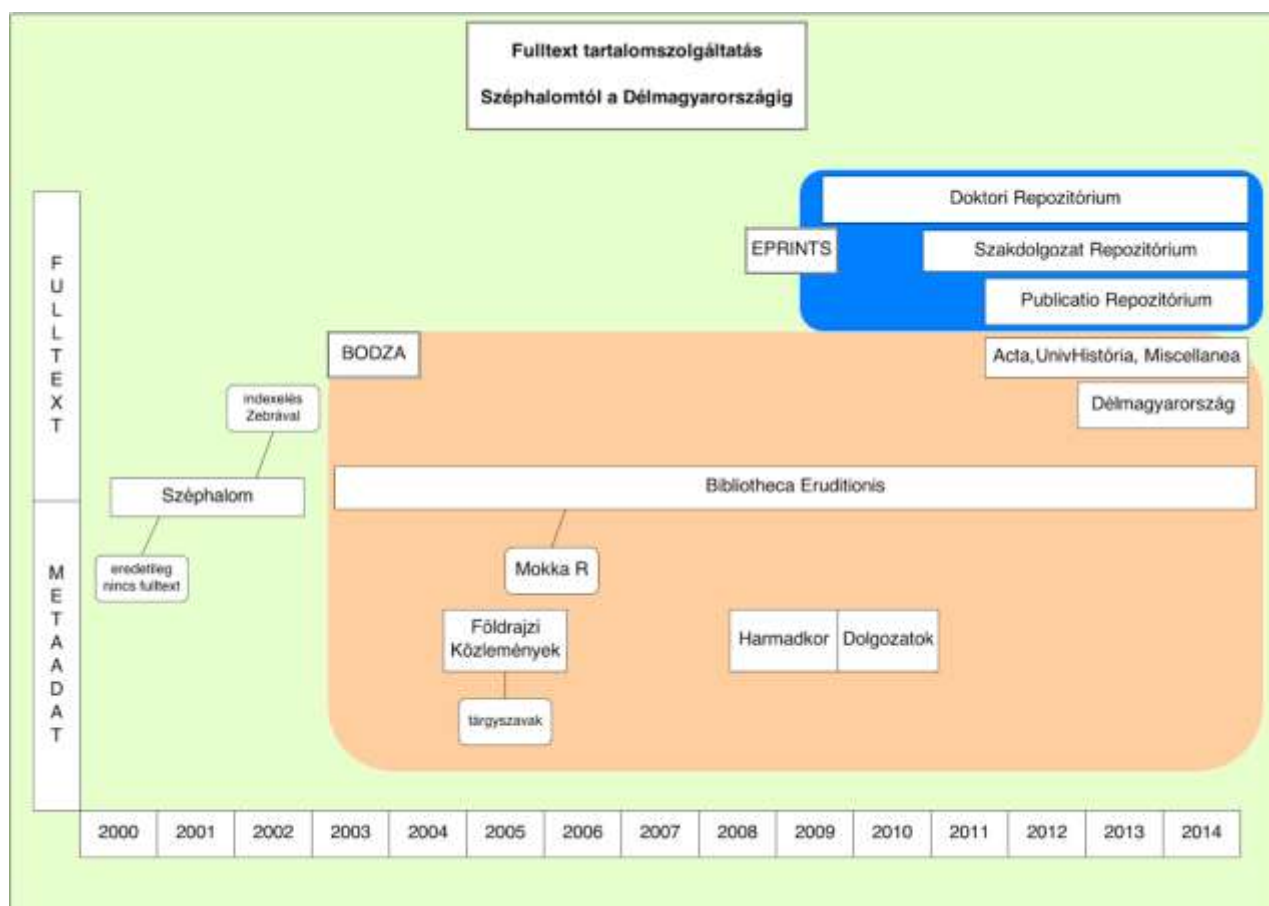 Fulltext tartalomszolgáltatás
Széphalomtól a Délmagyarországig
FULLTEXT
METAADAT
Doktori Repozitórium
EPRINTS
Szakdolgozat Repozitórium
Publicatio Repozitórium
BODZA
Acta,UnivHistória, Miscellanea
indexelés
Zebrával
Délmagyarország
Széphalom
Bibliotheca Eruditionis
eredetileg
nincs fulltext
Mokka R
Földrajzi
Közlemények
Harmadkor
Dolgozatok
tárgyszavak
2000 2001 2002 2003 2004 2005 2006 2007 2008 2009 2010 2011 2012 2013 2014